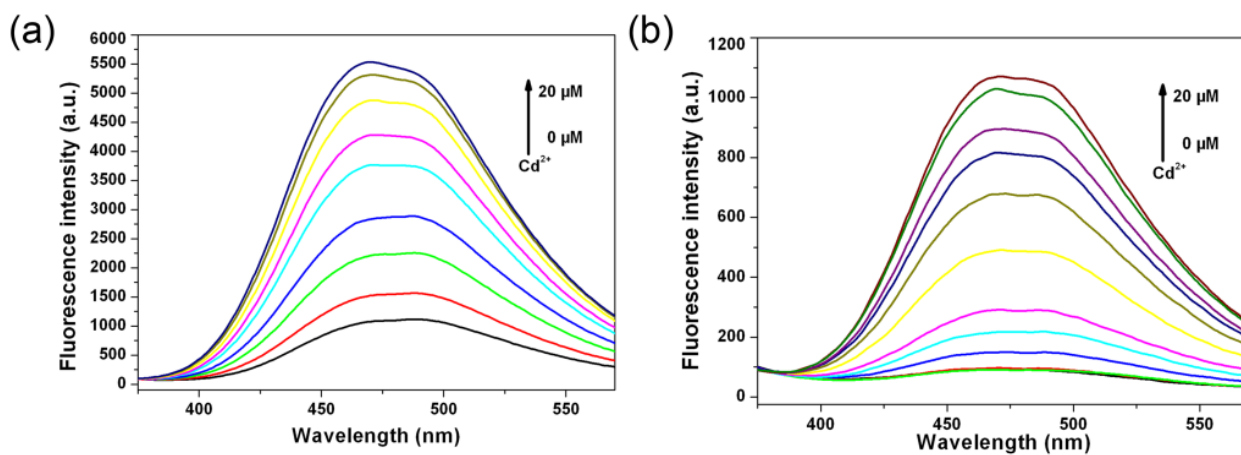 (a)
6000
5500
5000
4500
4000
3500
3000
2500
2000
1500
1000
500
0
Fluorescence intensity (a.u.)
20 µM
0 µM
Cd2+
400
450
500
550
Wavelength (nm)
(b)
1200
1000
800
600
400
200
0
Fluorescence intensity (a.u.)
20 µM
0 µM
Cd2+
400
450
500
550
Wavelength (nm)